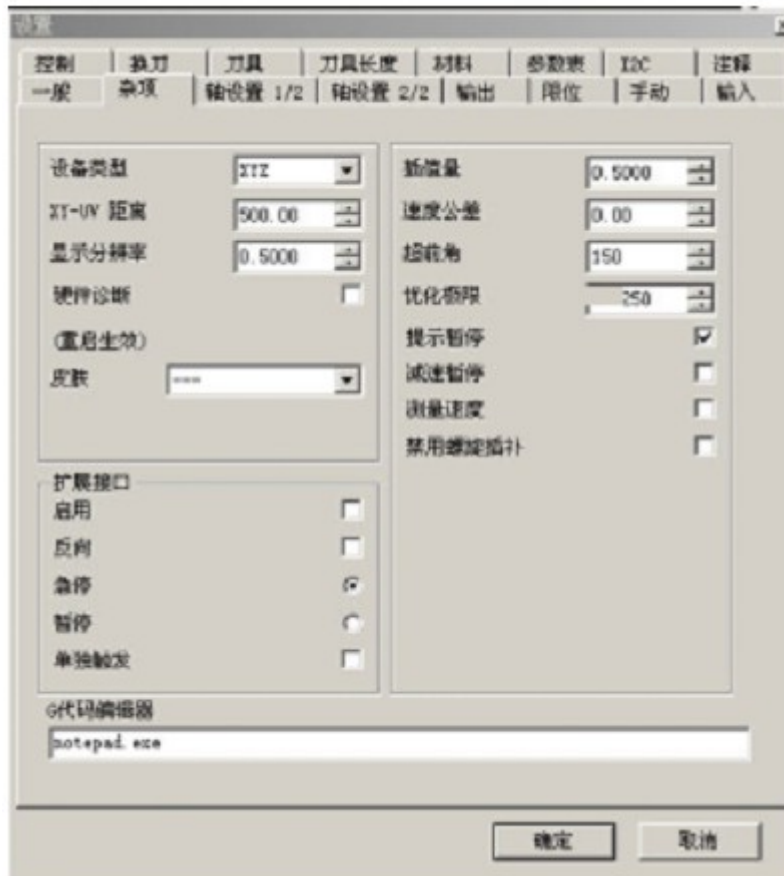 设置
控制 换刀 刀具 刀具长度 材料 参数表 I2C 注释
一般 杂项 轴设置 1/2 轴设置 2/2 输出 限位 手动 输入
设备类型 XYZ
XY-UV 距离 500.00
显示分辨率 0.5000
硬件诊断
(重启生效)
皮肤 ---
插值量 0.5000
速度公差 0.00
超前角 150
优化极限 250
提示暂停
减速暂停
测量速度
禁用螺旋插补
扩展接口
启用
反向
急停
暂停
单独触发
G代码编辑器
notepad.exe
确定 取消